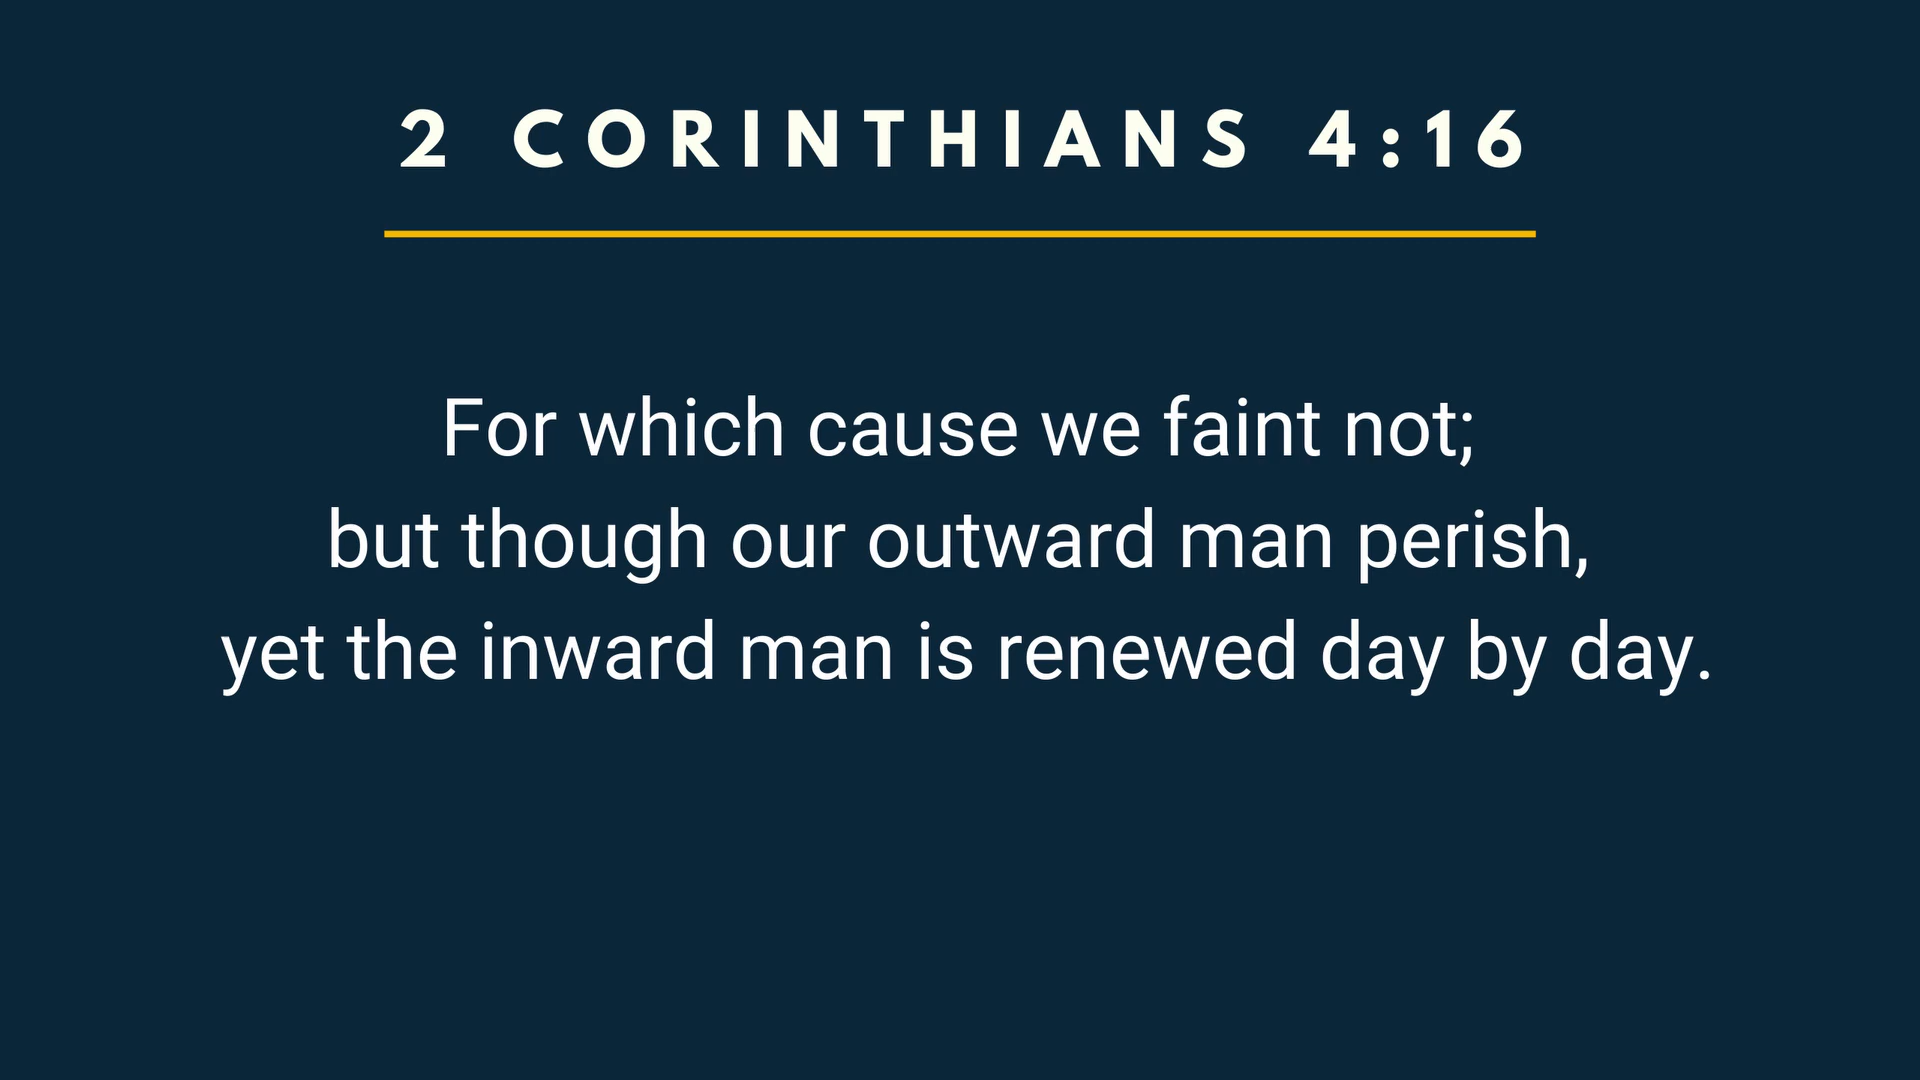 2 CORINTHIANS 4:16
For which cause we faint not;
but though our outward man perish,
yet the inward man is renewed day by day.